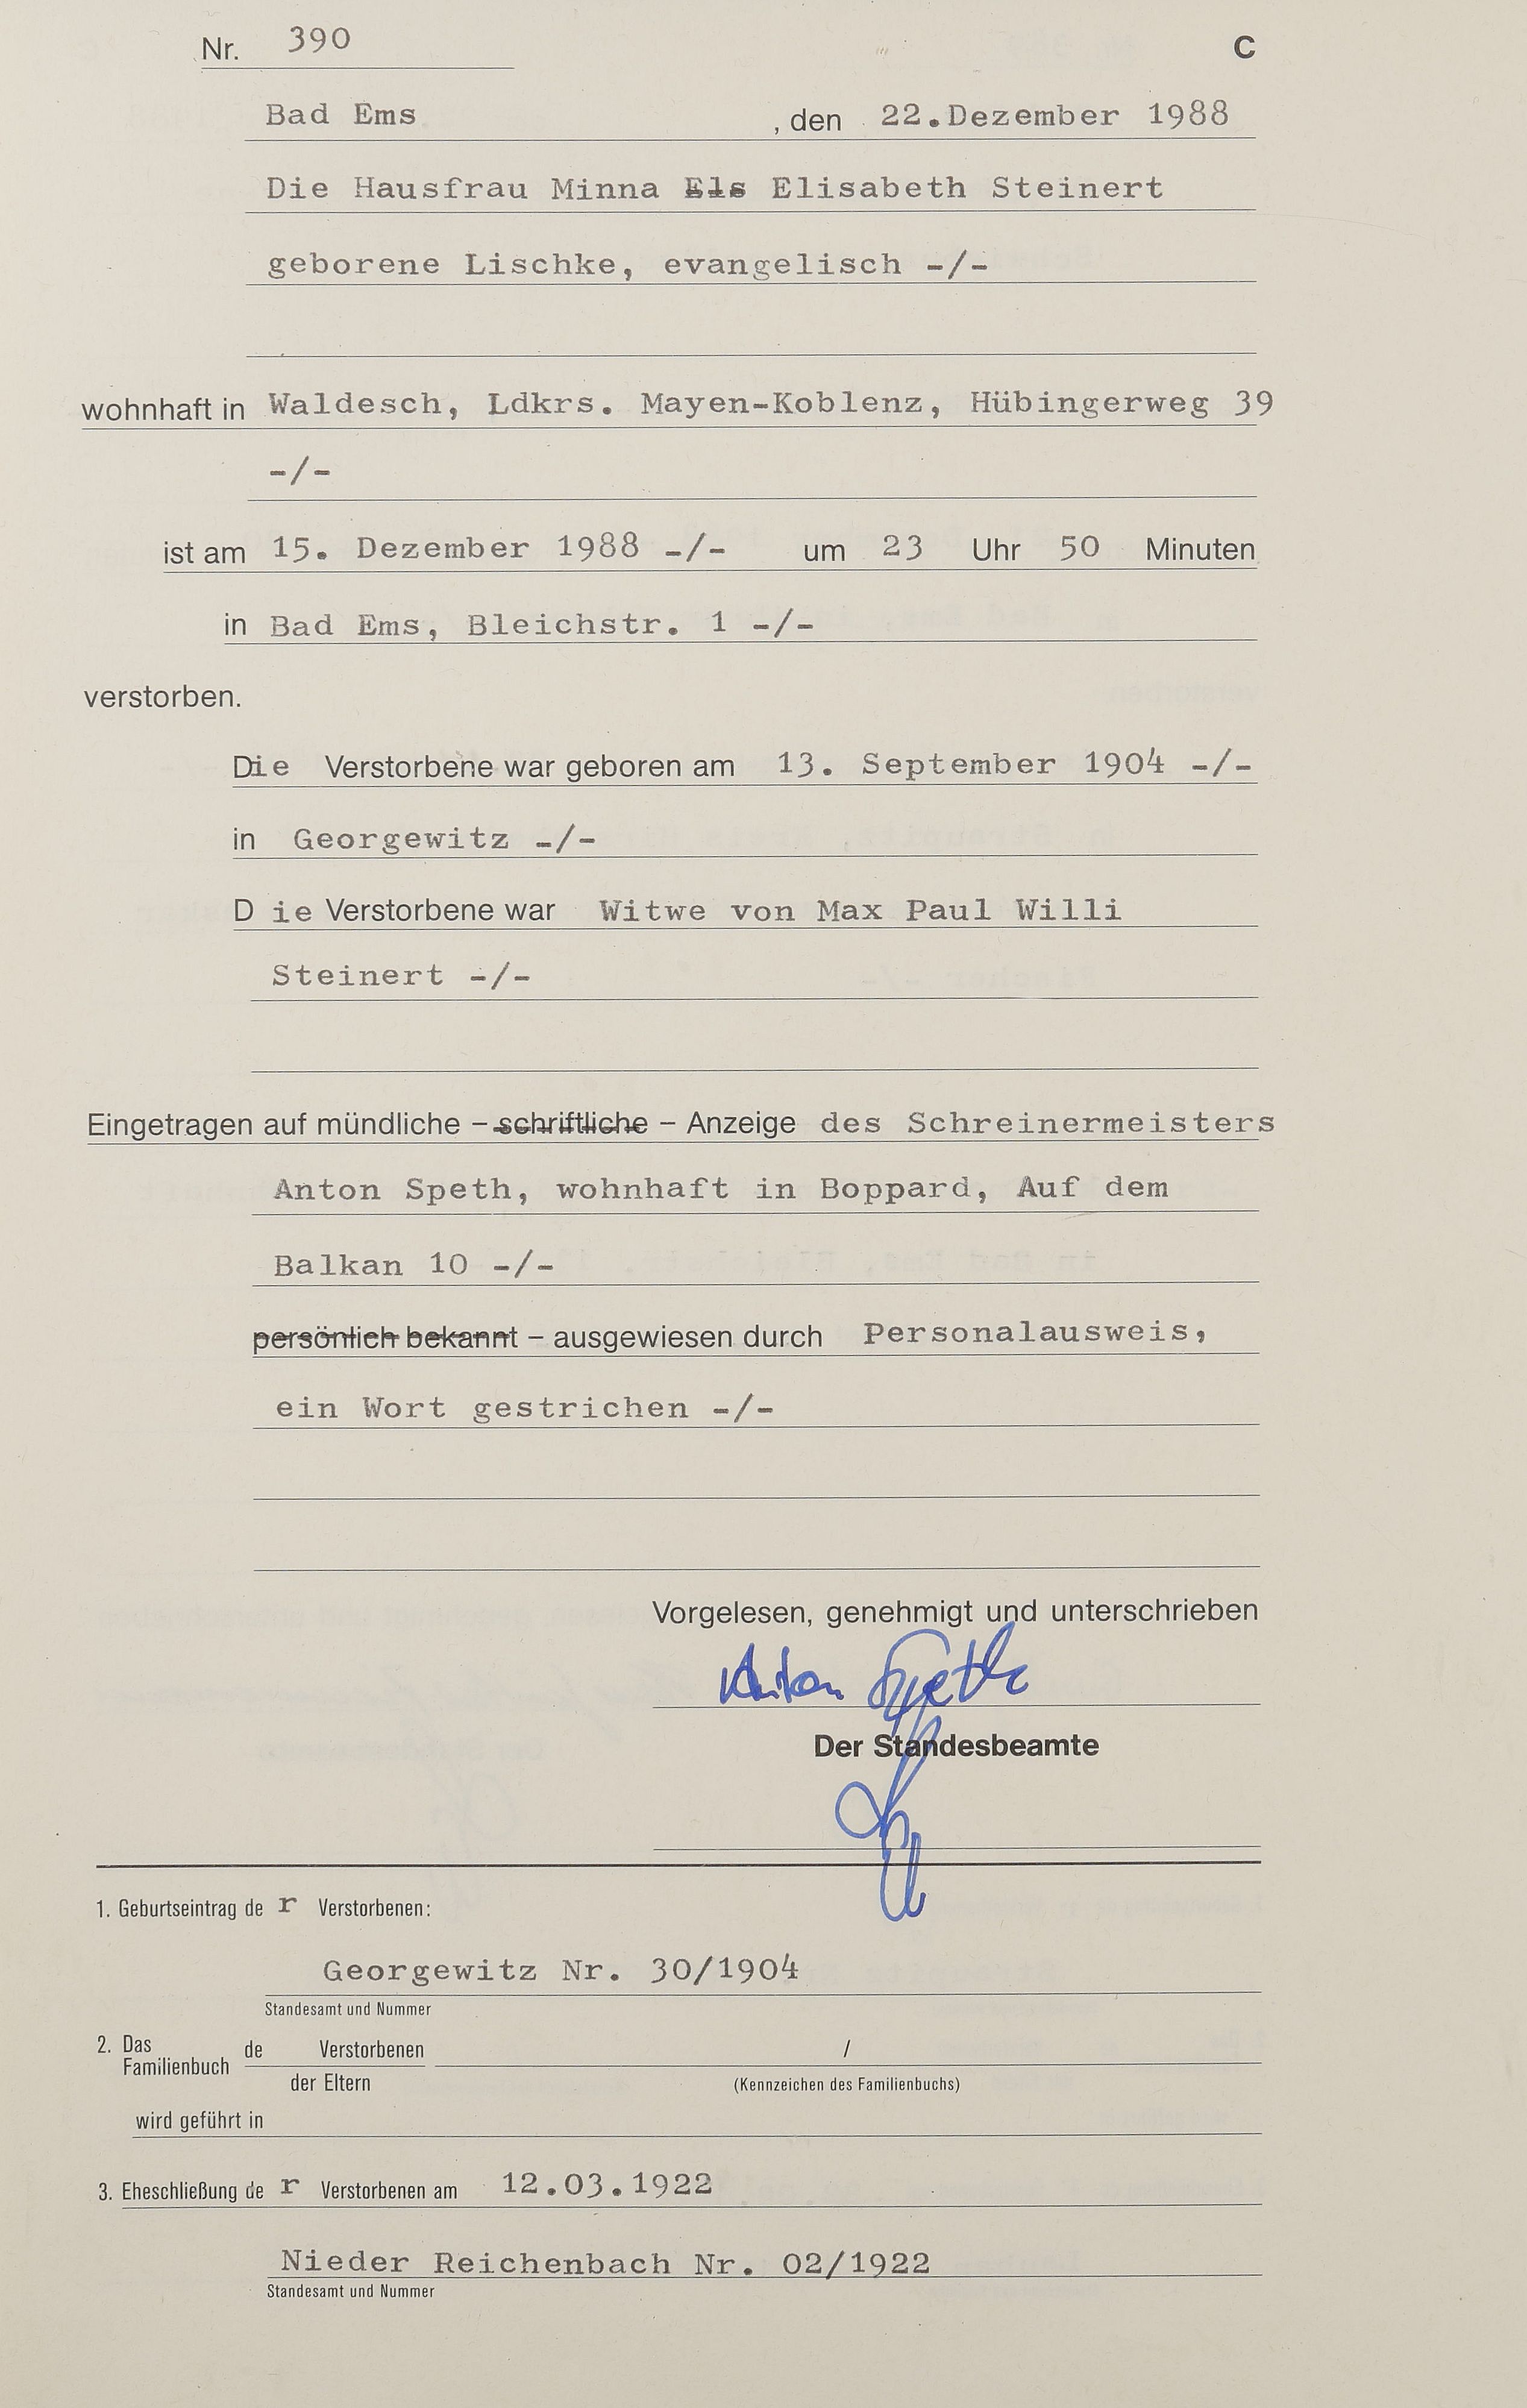 Nr. 390 C
Bad Ems , den 22.Dezember 1988
Die Hausfrau Minna Els Elisabeth Steinert
geborene Lischke, evangelisch -/-
wohnhaft in Waldesch, Ldkrs. Mayen-Koblenz, Hübingerweg 39
-/-
ist am 15. Dezember 1988 -/- um 23 Uhr 50 Minuten
in Bad Ems, Bleichstr. 1 -/-
verstorben.
Die Verstorbene war geboren am 13. September 1904 -/-
in Georgewitz -/-
Die Verstorbene war Witwe von Max Paul Willi
Steinert -/-
Eingetragen auf mündliche – schriftliche – Anzeige des Schreinermeisters
Anton Speth, wohnhaft in Boppard, Auf dem
Balkan 10 -/-
persönlich bekannt – ausgewiesen durch Personalausweis,
ein Wort gestrichen -/-
Vorgelesen, genehmigt und unterschrieben
Anton Speth
Der Standesbeamte
1. Geburtseintrag der Verstorbenen:
Georgewitz Nr. 30/1904
Standesamt und Nummer
2. Das Familienbuch de Verstorbenen /
der Eltern (Kennzeichen des Familienbuchs)
wird geführt in
3. Eheschließung der Verstorbenen am 12.03.1922
Nieder Reichenbach Nr. 02/1922
Standesamt und Nummer